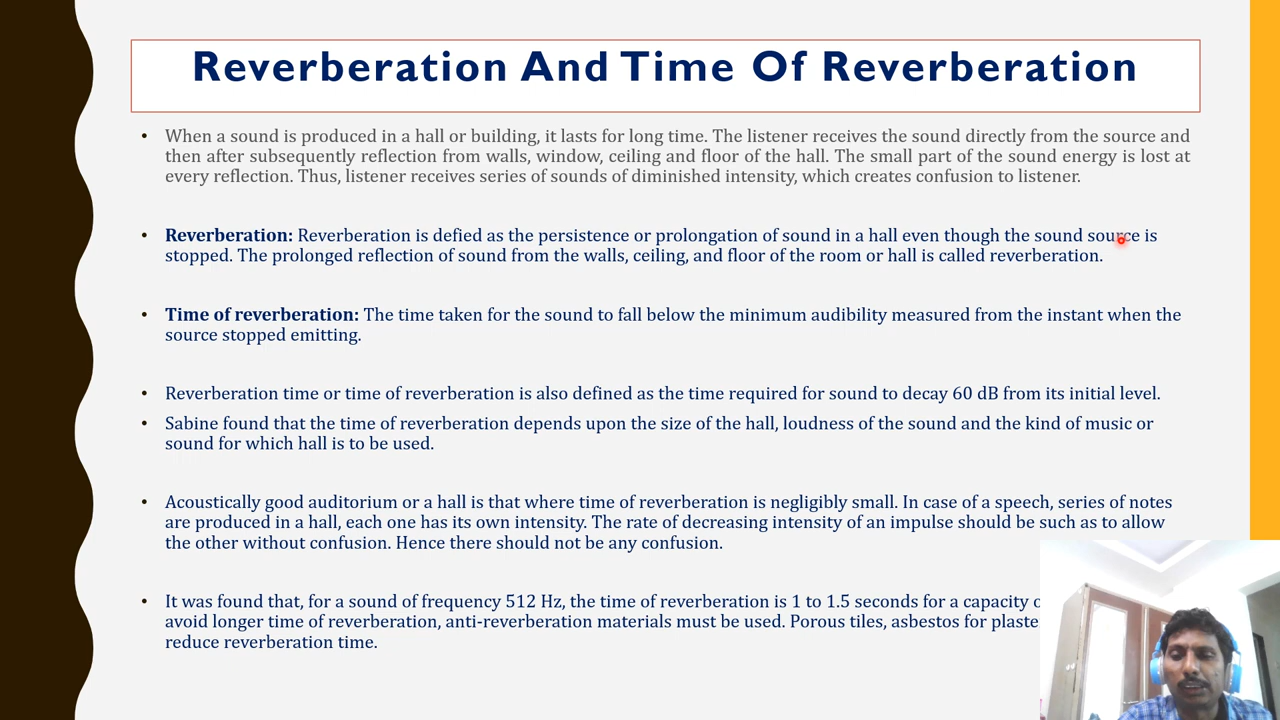 Reverberation And Time Of Reverberation
• When a sound is produced in a hall or building, it lasts for long time. The listener receives the sound directly from the source and
then after subsequently reflection from walls, window, ceiling and floor of the hall. The small part of the sound energy is lost at
every reflection. Thus, listener receives series of sounds of diminished intensity, which creates confusion to listener.
• Reverberation: Reverberation is defied as the persistence or prolongation of sound in a hall even though the sound source is
stopped. The prolonged reflection of sound from the walls, ceiling, and floor of the room or hall is called reverberation.
• Time of reverberation: The time taken for the sound to fall below the minimum audibility measured from the instant when the
source stopped emitting.
• Reverberation time or time of reverberation is also defined as the time required for sound to decay 60 dB from its initial level.
• Sabine found that the time of reverberation depends upon the size of the hall, loudness of the sound and the kind of music or
sound for which hall is to be used.
• Acoustically good auditorium or a hall is that where time of reverberation is negligibly small. In case of a speech, series of notes
are produced in a hall, each one has its own intensity. The rate of decreasing intensity of an impulse should be such as to allow
the other without confusion. Hence there should not be any confusion.
• It was found that, for a sound of frequency 512 Hz, the time of reverberation is 1 to 1.5 seconds for a capacity
avoid longer time of reverberation, anti-reverberation materials must be used. Porous tiles, asbestos for
reduce reverberation time.